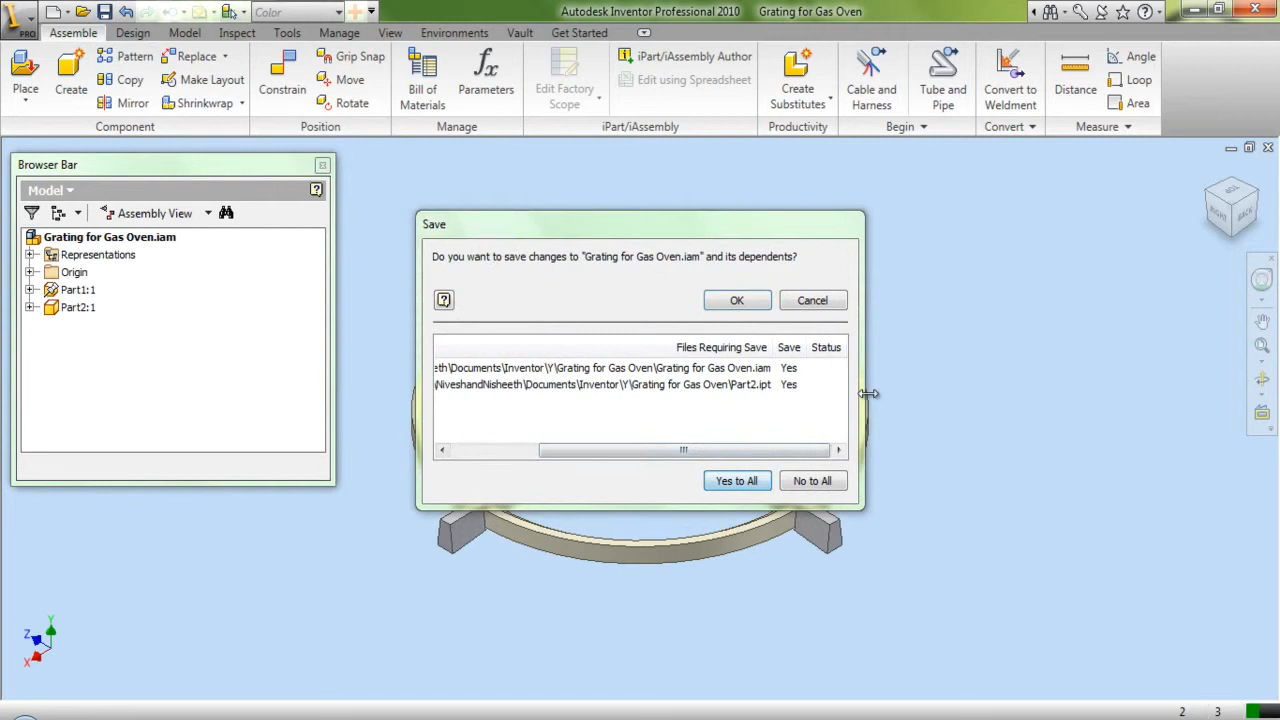 Color
Autodesk Inventor Professional 2010 Grating for Gas Oven
PRO
Assemble Design Model Inspect Tools Manage View Environments Vault Get Started
Place
Create
Pattern
Copy
Mirror
Replace
Make Layout
Shrinkwrap
Component
Constrain
Grip Snap
Move
Rotate
Position
Bill of
Materials
fx
Parameters
Manage
Edit Factory
Scope
iPart/iAssembly Author
Edit using Spreadsheet
iPart/iAssembly
Create
Substitutes
Productivity
Cable and
Harness
Tube and
Pipe
Begin
Convert to
Weldment
Convert
Distance
Angle
Loop
Area
Measure
Browser Bar
Model
Assembly View
Grating for Gas Oven.iam
Representations
Origin
Part1:1
Part2:1
Save
Do you want to save changes to "Grating for Gas Oven.iam" and its dependents?
OK Cancel
Files Requiring Save Save Status
eth\Documents\Inventor\Y\Grating for Gas Oven\Grating for Gas Oven.iam Yes
\NiveshandNisheeth\Documents\Inventor\Y\Grating for Gas Oven\Part2.ipt Yes
Yes to All No to All
RIGHT BACK
Y
Z
X
2 3